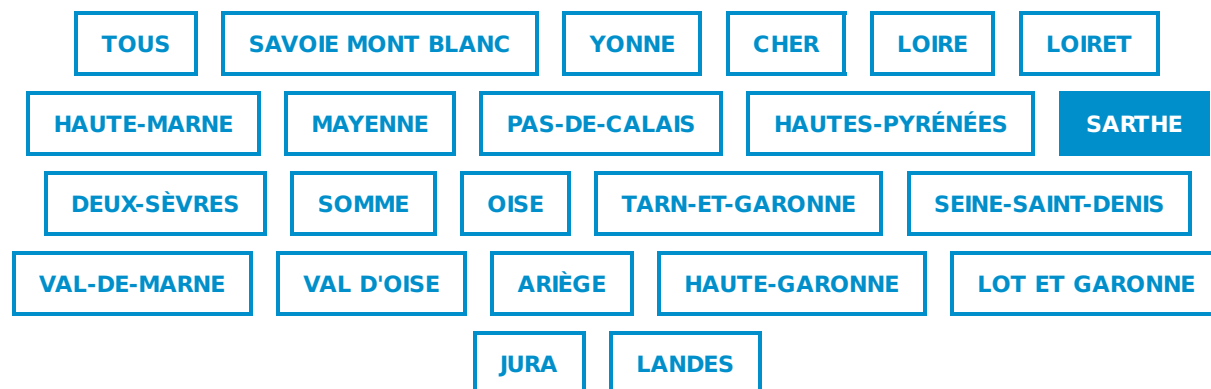 TOUS SAVOIE MONT BLANC YONNE CHER LOIRE LOIRET
HAUTE-MARNE MAYENNE PAS-DE-CALAIS HAUTES-PYRÉNÉES SARTHE
DEUX-SÈVRES SOMME OISE TARN-ET-GARONNE SEINE-SAINT-DENIS
VAL-DE-MARNE VAL D'OISE ARIÈGE HAUTE-GARONNE LOT ET GARONNE
JURA LANDES